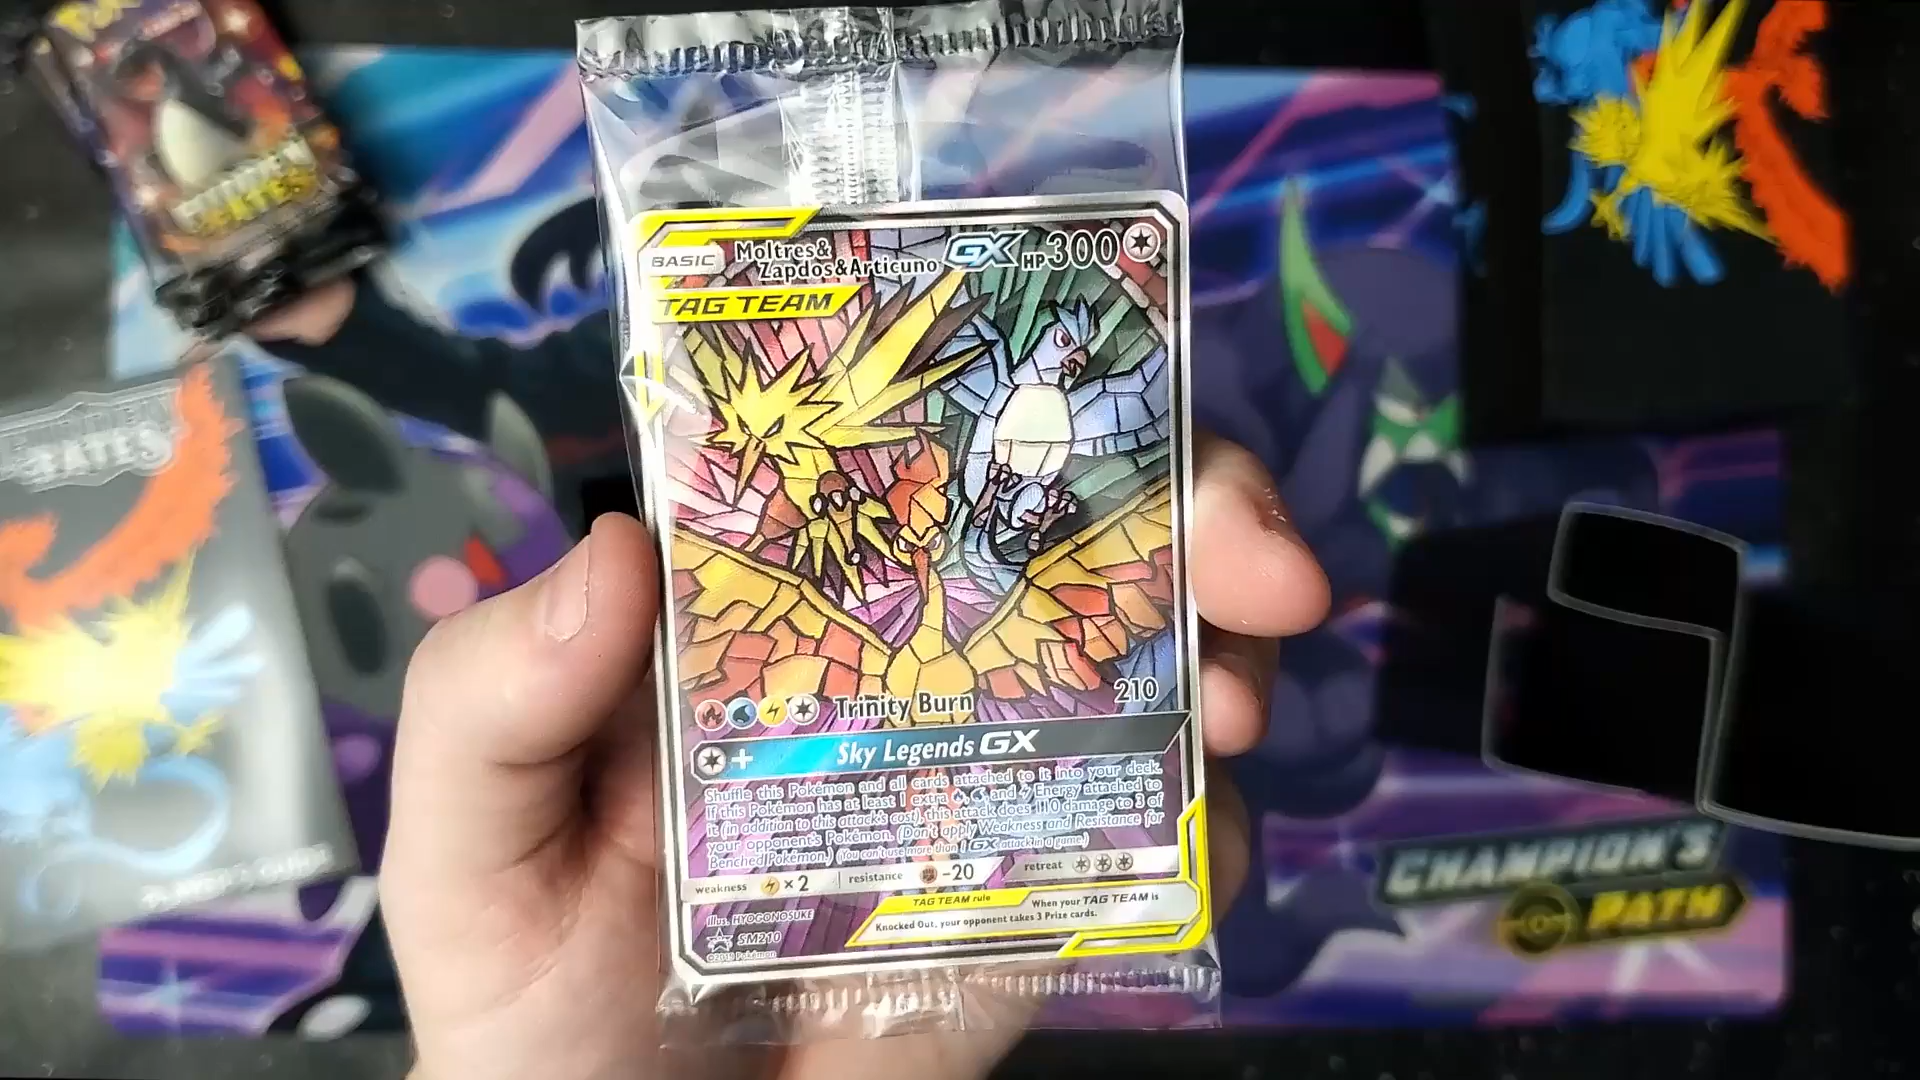 BASIC
Moltres&
Zapdos&Articuno GX HP300
TAG TEAM
Trinity Burn 210
+ Sky Legends GX
Shuffle this Pokémon and all cards attached to it into your deck.
If this Pokémon has at least 1 extra , and Energy attached to
it (in addition to this attack's cost), this attack does 110 damage to 3 of
your opponent's Pokémon. (Don't apply Weakness and Resistance for
Benched Pokémon.) (You can't use more than 1 GX attack in a game.)
weakness ×2 resistance -20 retreat
Illus. HYOGONOSUKE
TAG TEAM rule When your TAG TEAM is
Knocked Out, your opponent takes 3 Prize cards.
SM210
©2019 Pokémon
CHAMPION'S
PATH